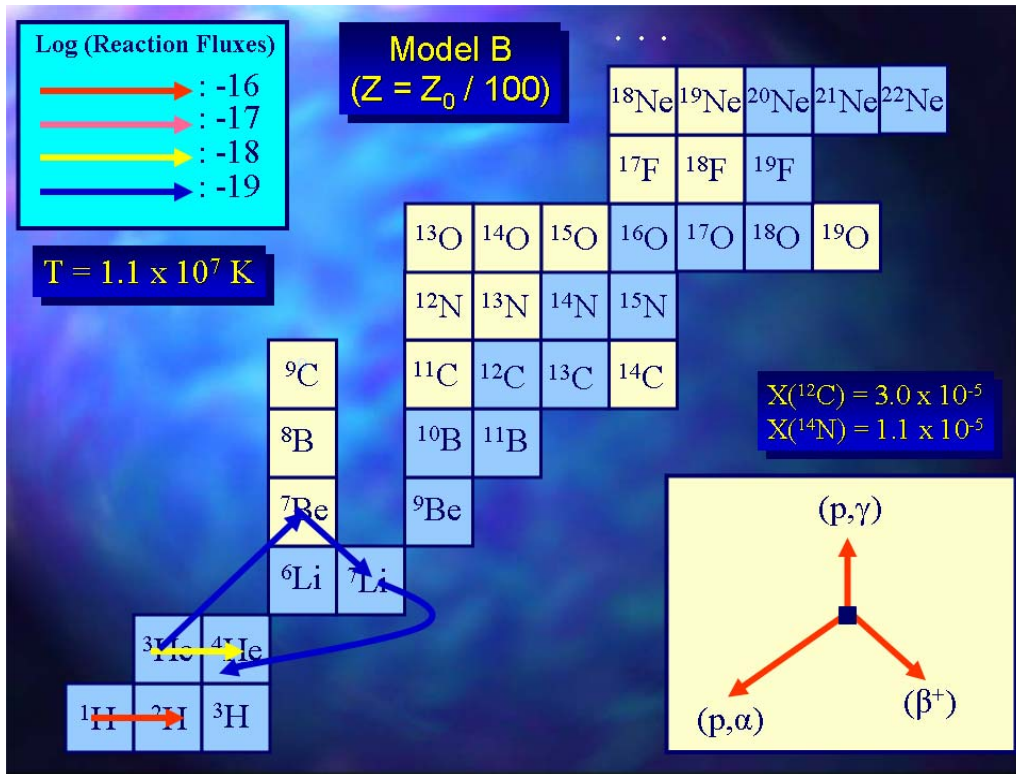 Log (Reaction Fluxes)
: -16
: -17
: -18
: -19
Model B
(Z = Z₀ / 100)
. . .
T = 1.1 x 10⁷ K
¹⁸Ne ¹⁹Ne ²⁰Ne ²¹Ne ²²Ne
¹⁷F ¹⁸F ¹⁹F
¹³O ¹⁴O ¹⁵O ¹⁶O ¹⁷O ¹⁸O ¹⁹O
¹²N ¹³N ¹⁴N ¹⁵N
⁹C ¹¹C ¹²C ¹³C ¹⁴C
⁸B ¹⁰B ¹¹B
⁷Be ⁹Be
⁶Li ⁷Li
³He ⁴He
¹H ²H ³H
X(¹²C) = 3.0 x 10⁻⁵
X(¹⁴N) = 1.1 x 10⁻⁵
(p,γ)
(p,α)
(β⁺)